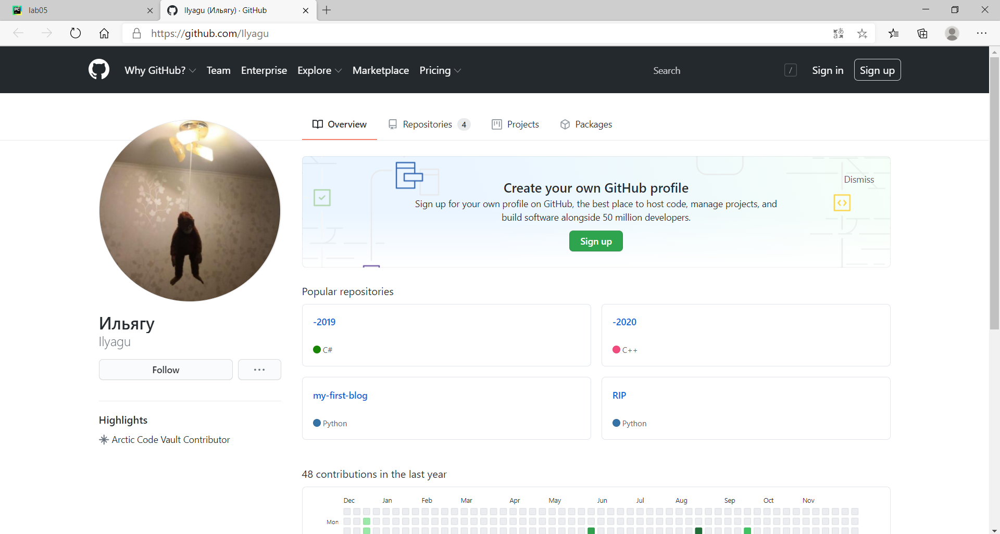 lab05
Ilyagu (Ильягу) · GitHub
https://github.com/Ilyagu
Why GitHub?
Team
Enterprise
Explore
Marketplace
Pricing
Search
/
Sign in
Sign up
Overview
Repositories 4
Projects
Packages
Create your own GitHub profile
Sign up for your own profile on GitHub, the best place to host code, manage projects, and
build software alongside 50 million developers.
Dismiss
Sign up
Ильягу
Ilyagu
Follow
Highlights
Arctic Code Vault Contributor
Popular repositories
-2019
C#
-2020
C++
my-first-blog
Python
RIP
Python
48 contributions in the last year
Dec Jan Feb Mar Apr May Jun Jul Aug Sep Oct Nov
Mon